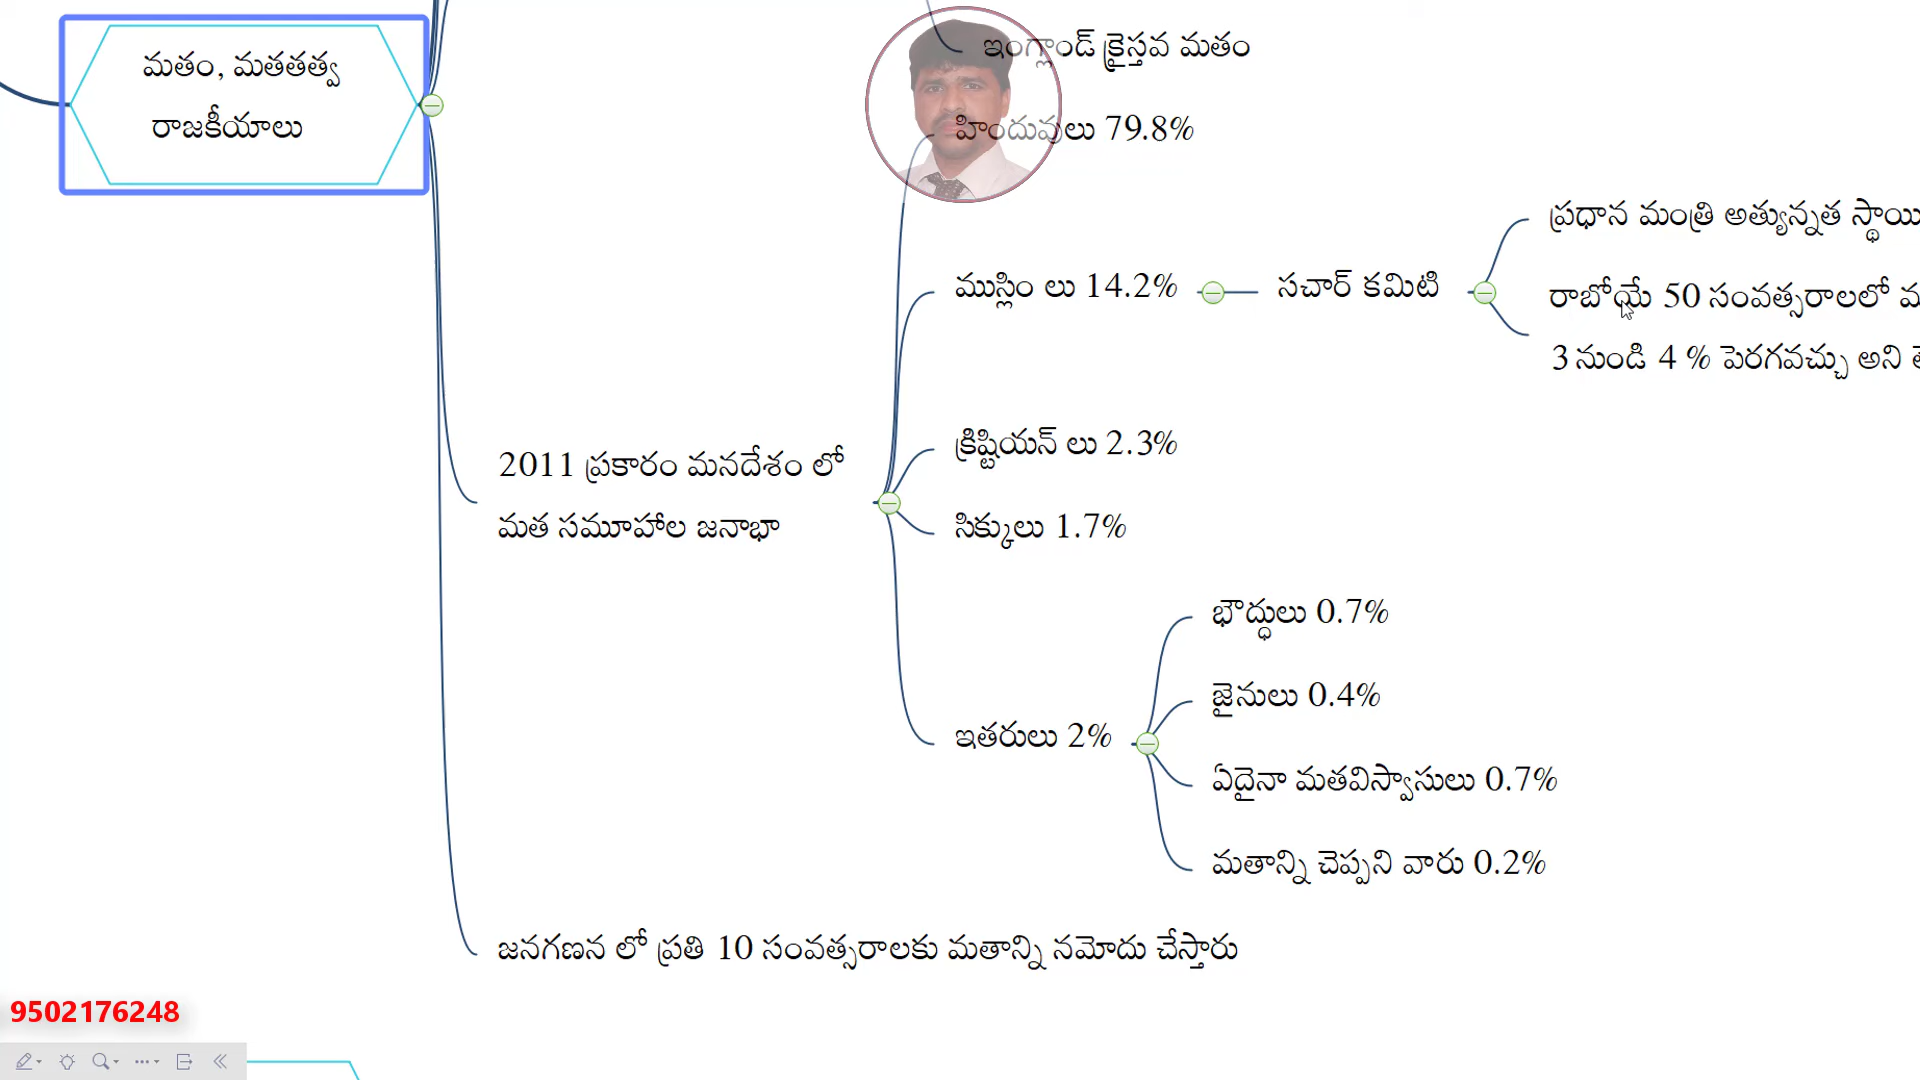 మతం, మతతత్వ
రాజకీయాలు
ఇంగ్లాండ్ క్రైస్తవ మతం
హిందువులు 79.8%
ముస్లిం లు 14.2%
సచార్ కమిటి
ప్రధాన మంత్రి అత్యున్నత స్థాయి
రాబోయే 50 సంవత్సరాలలో
3 నుండి 4 % పెరగవచ్చు అని
క్రిష్టియన్ లు 2.3%
2011 ప్రకారం మనదేశం లో
మత సమూహాల జనాభా
సిక్కులు 1.7%
ఇతరులు 2%
భౌద్ధులు 0.7%
జైనులు 0.4%
ఏదైనా మతవిస్వాసులు 0.7%
మతాన్ని చెప్పని వారు 0.2%
జనగణన లో ప్రతి 10 సంవత్సరాలకు మతాన్ని నమోదు చేస్తారు
9502176248